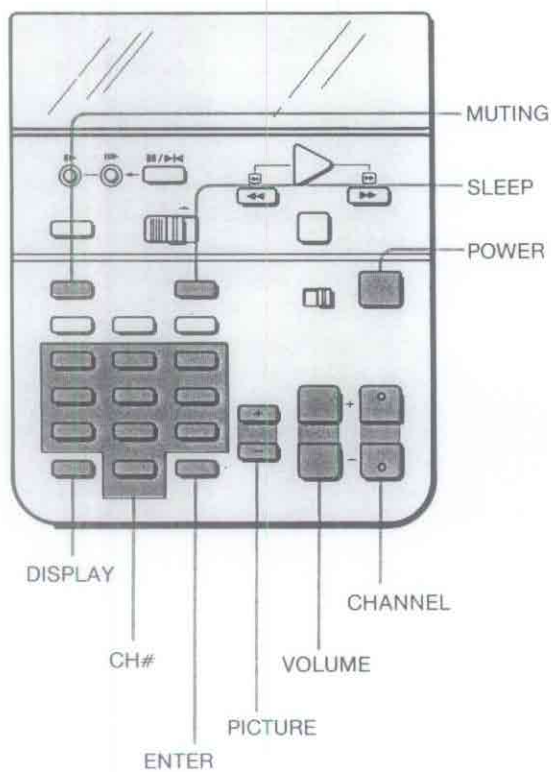 MUTING
SLEEP
POWER
+
+
−
−
DISPLAY
CHANNEL
CH#
VOLUME
PICTURE
ENTER